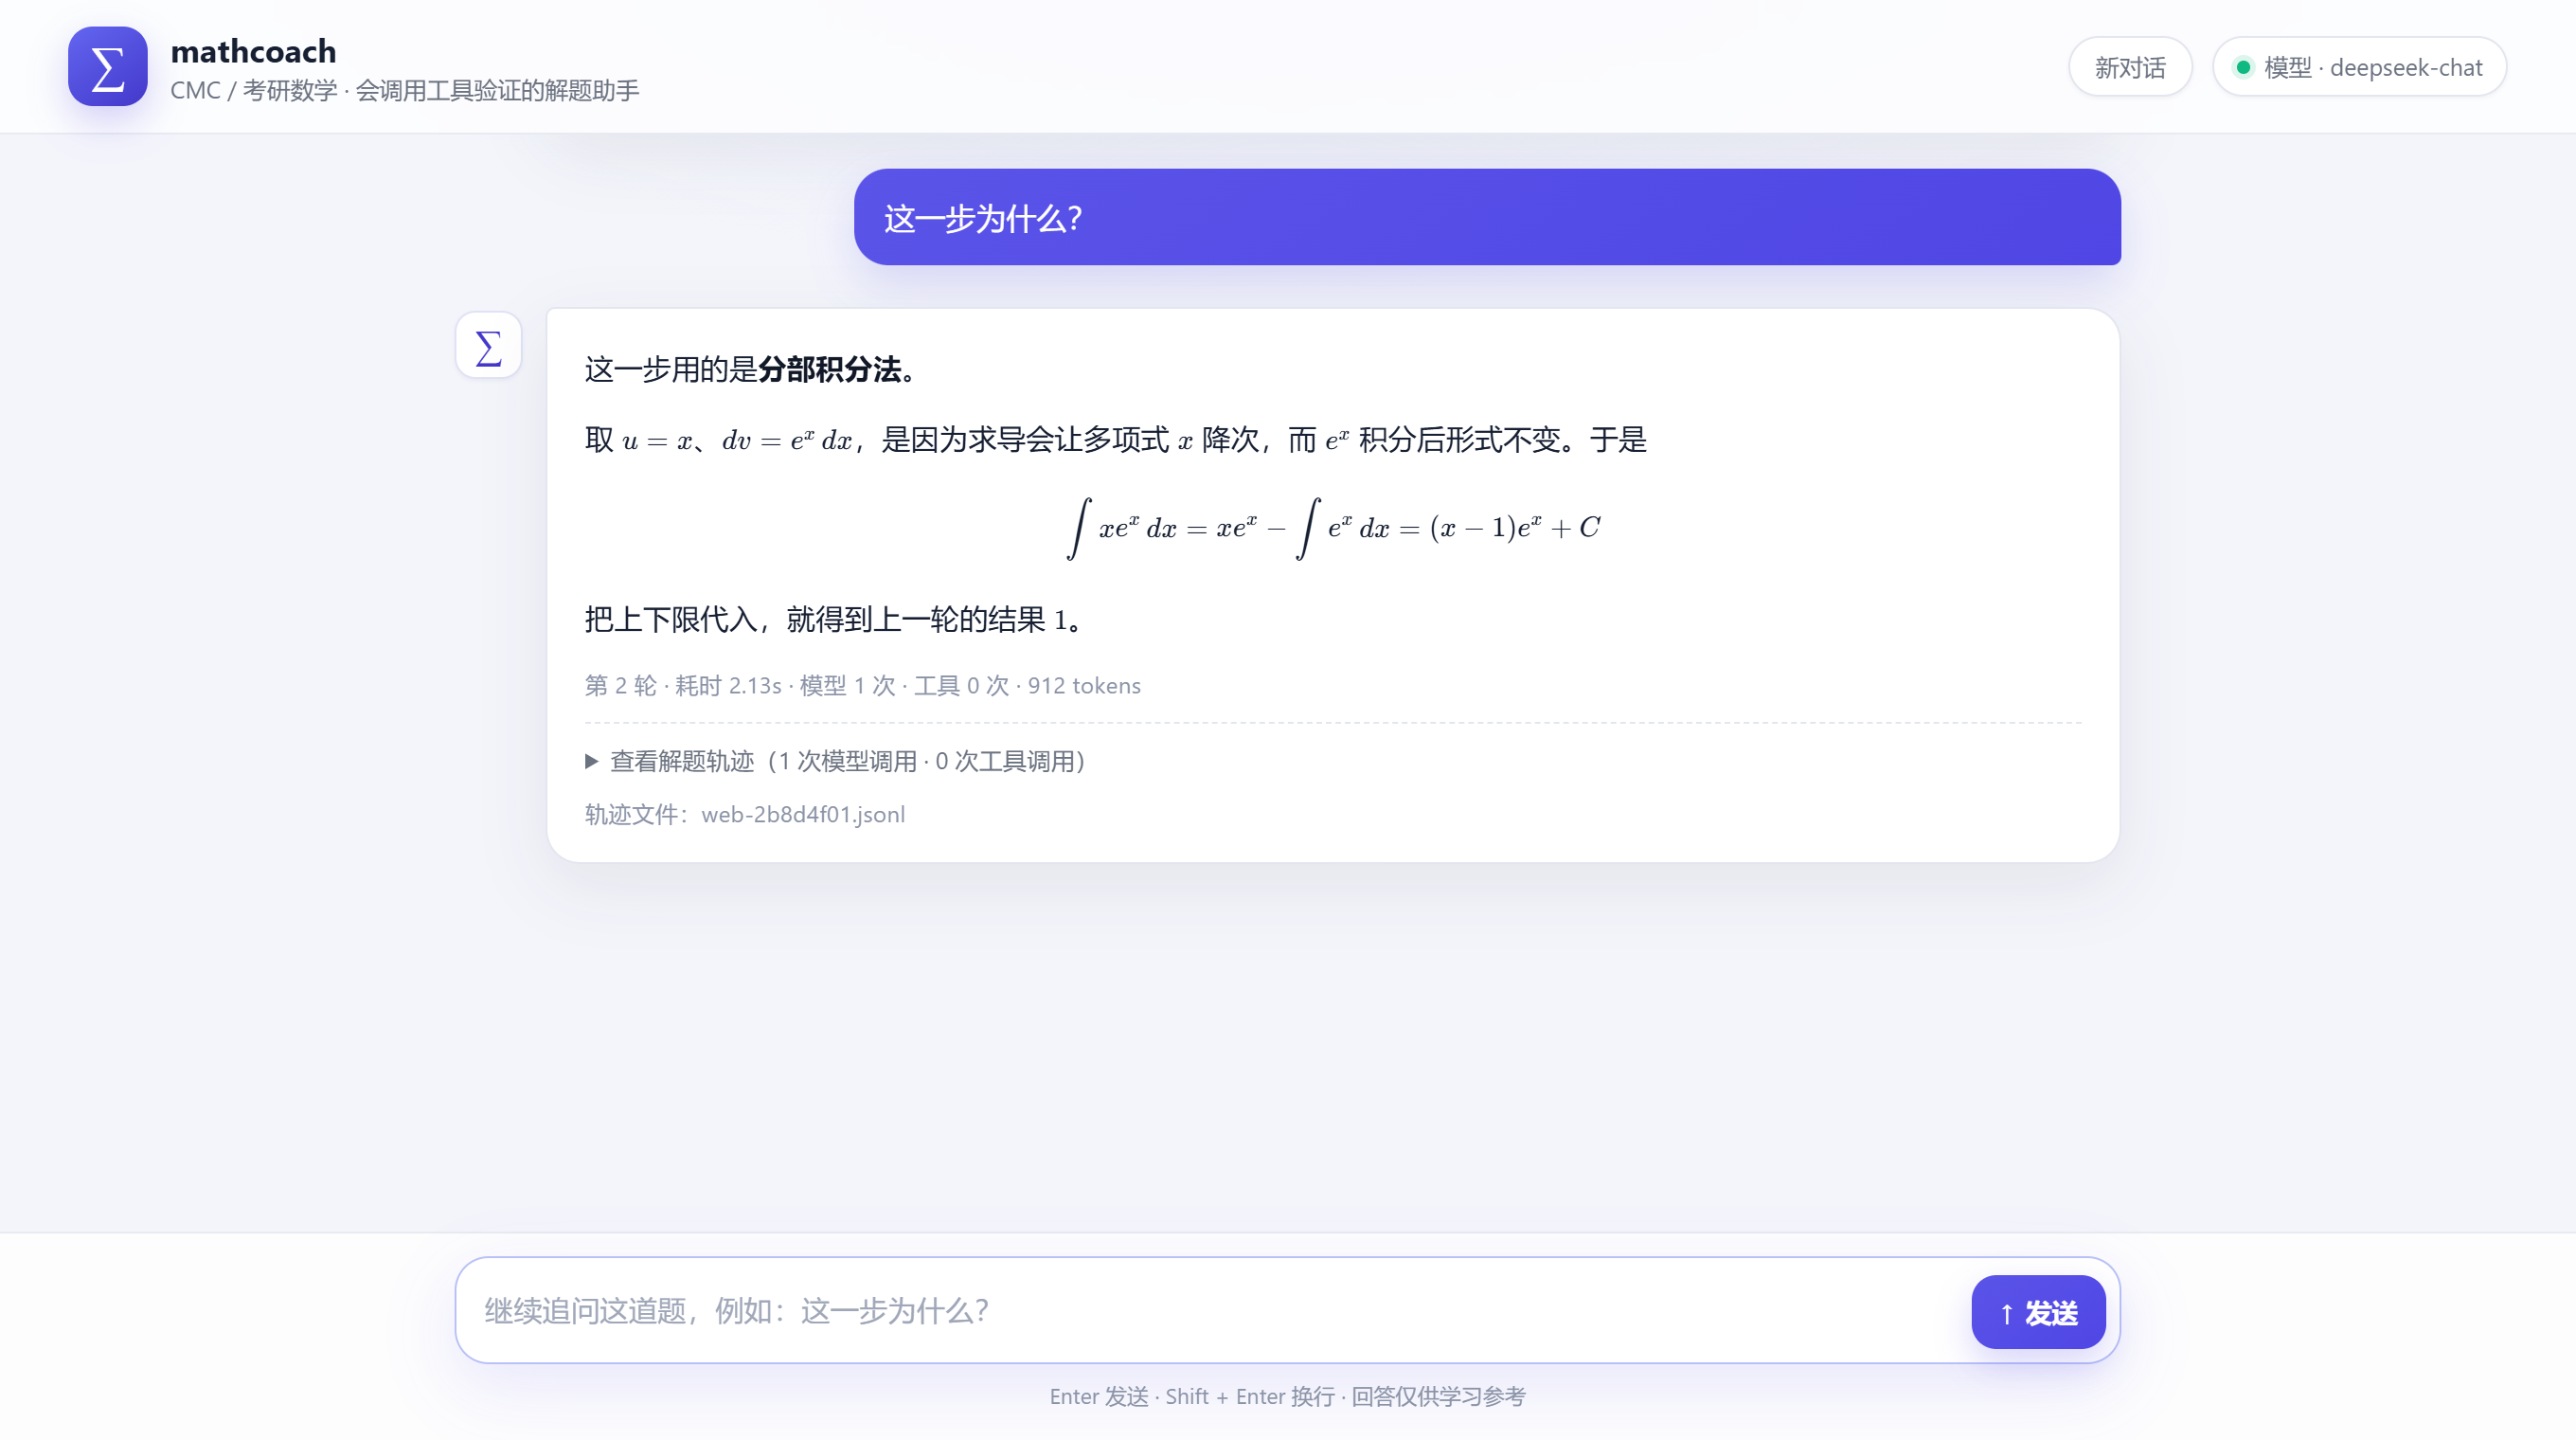 ∑
mathcoach
CMC / 考研数学 · 会调用工具验证的解题助手
新对话
模型 · deepseek-chat
这一步为什么？
∑
这一步用的是分部积分法。
取 u = x、dv = eˣ dx，是因为求导会让多项式 x 降次，而 eˣ 积分后形式不变。于是
∫ xeˣ dx = xeˣ − ∫ eˣ dx = (x − 1)eˣ + C
把上下限代入，就得到上一轮的结果 1。
第 2 轮 · 耗时 2.13s · 模型 1 次 · 工具 0 次 · 912 tokens
▶ 查看解题轨迹（1 次模型调用 · 0 次工具调用）
轨迹文件：web-2b8d4f01.jsonl
继续追问这道题，例如：这一步为什么？
↑ 发送
Enter 发送 · Shift + Enter 换行 · 回答仅供学习参考